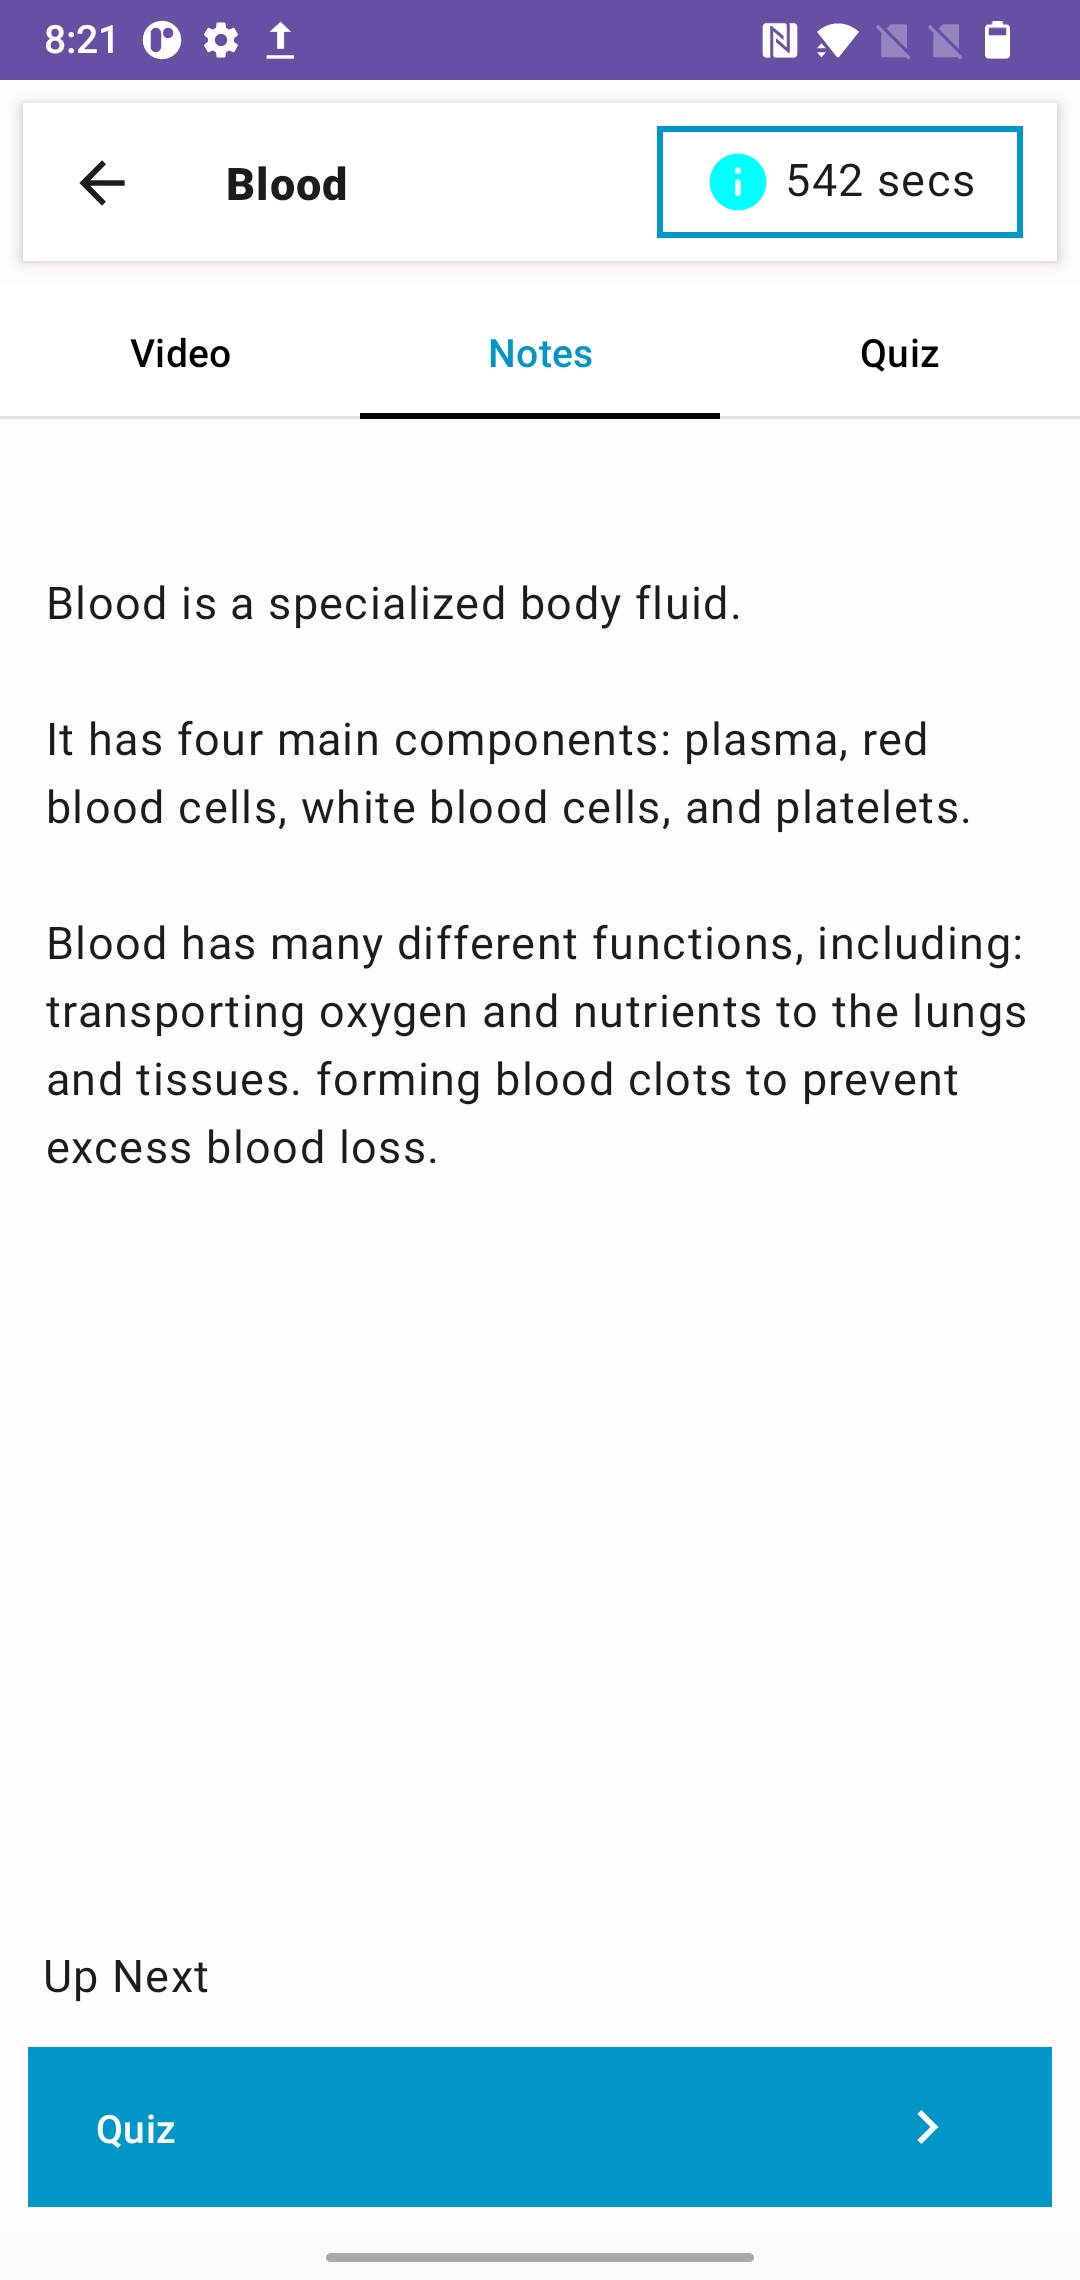 8:21
Blood
542 secs
Video
Notes
Quiz
Blood is a specialized body fluid.
It has four main components: plasma, red
blood cells, white blood cells, and platelets.
Blood has many different functions, including:
transporting oxygen and nutrients to the lungs
and tissues. forming blood clots to prevent
excess blood loss.
Up Next
Quiz